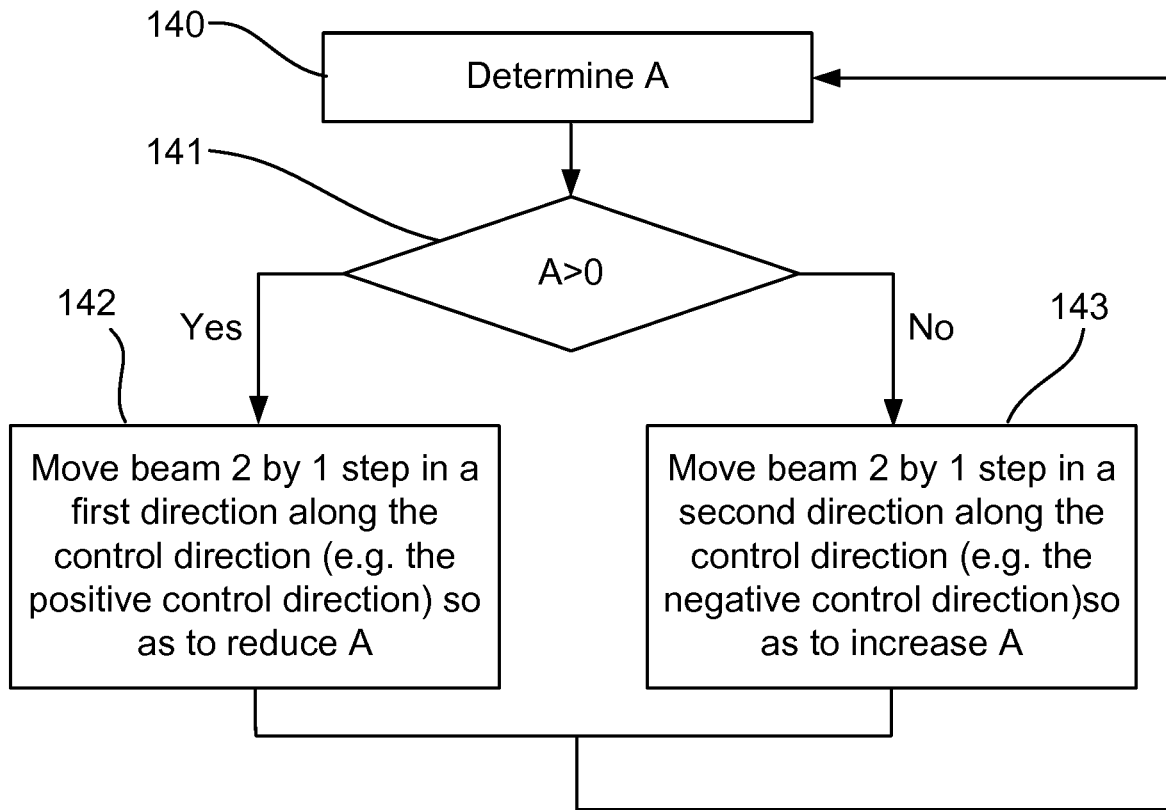 140
Determine A
141
A>0
142
Yes
No
143
Move beam 2 by 1 step in a
first direction along the
control direction (e.g. the
positive control direction) so
as to reduce A
Move beam 2 by 1 step in a
second direction along the
control direction (e.g. the
negative control direction)so
as to increase A